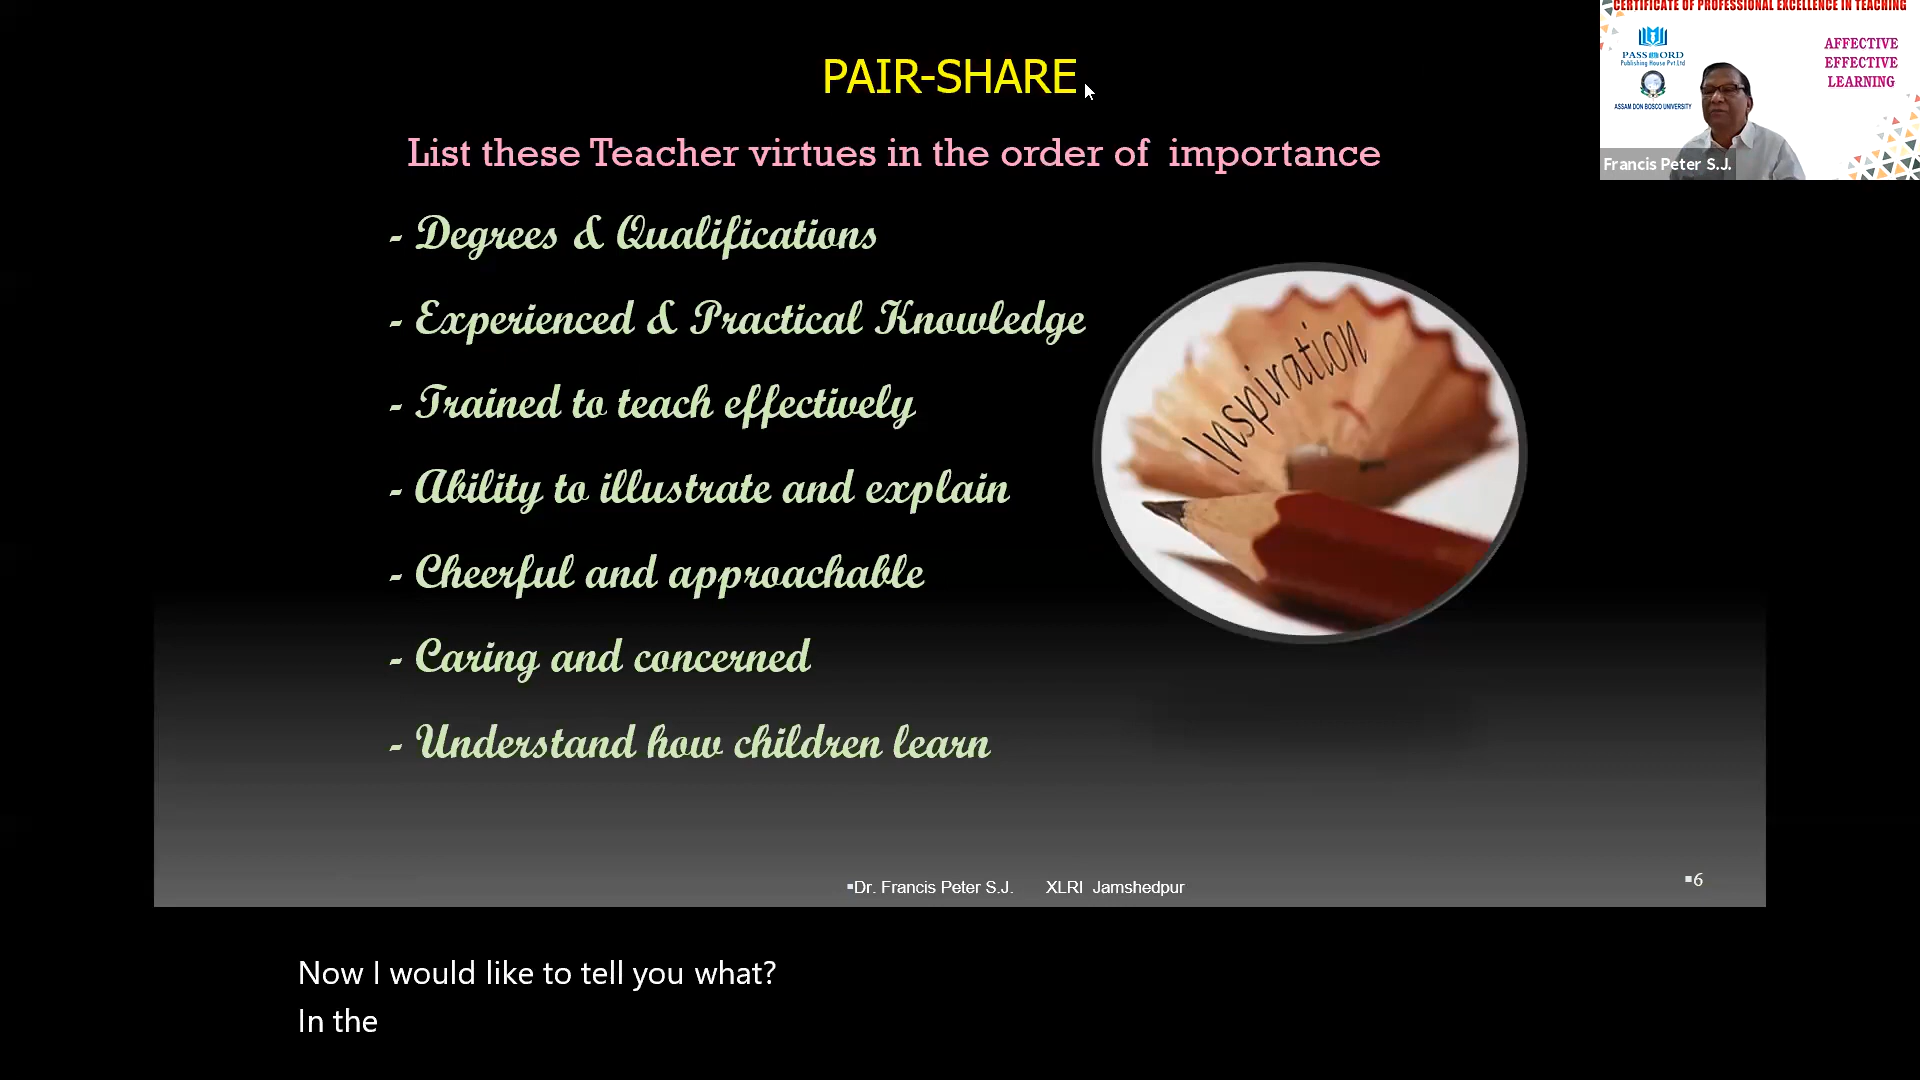 PAIR-SHARE
List these Teacher virtues in the order of importance
- Degrees & Qualifications
- Experienced & Practical Knowledge
- Trained to teach effectively
- Ability to illustrate and explain
- Cheerful and approachable
- Caring and concerned
- Understand how children learn
Inspiration
▪Dr. Francis Peter S.J. XLRI Jamshedpur
▪6
CERTIFICATE OF PROFESSIONAL EXCELLENCE IN TEACHING
PASSWORD
Publishing House Pvt Ltd
ASSAM DON BOSCO UNIVERSITY
AFFECTIVE
EFFECTIVE
LEARNING
Francis Peter S.J.
Now I would like to tell you what?
In the